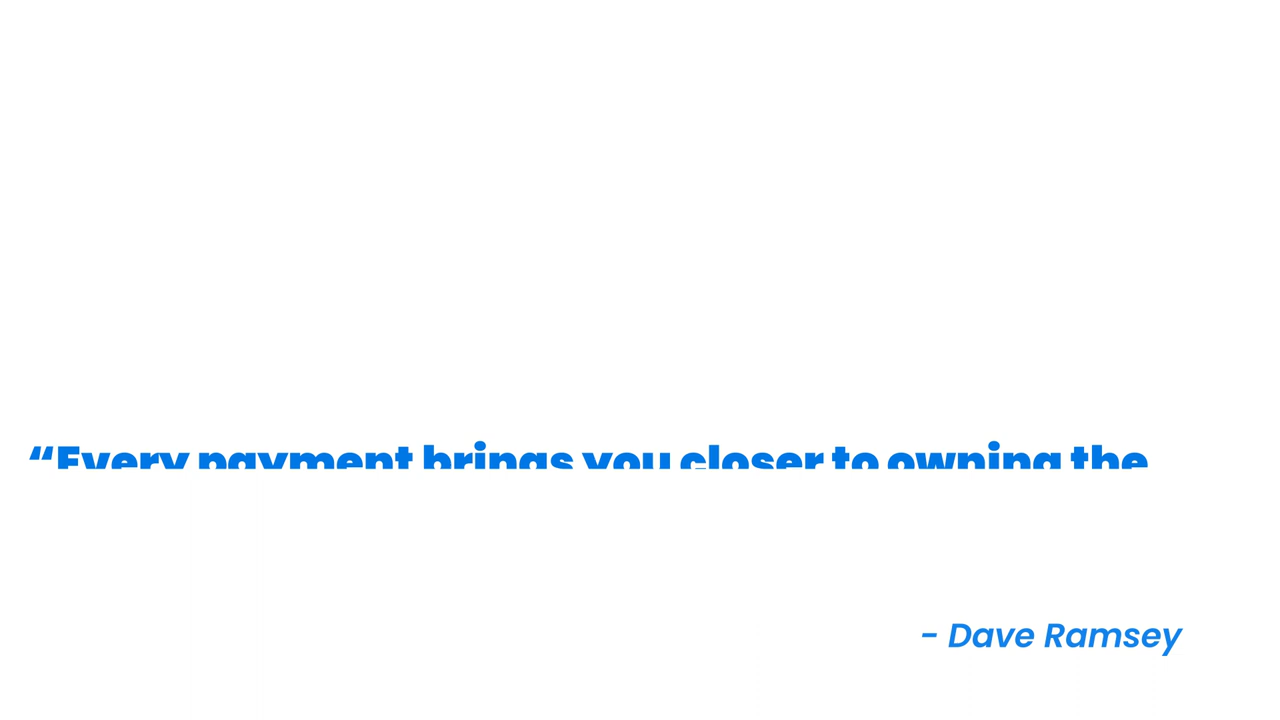 “Every payment brings you closer to owning the
- Dave Ramsey